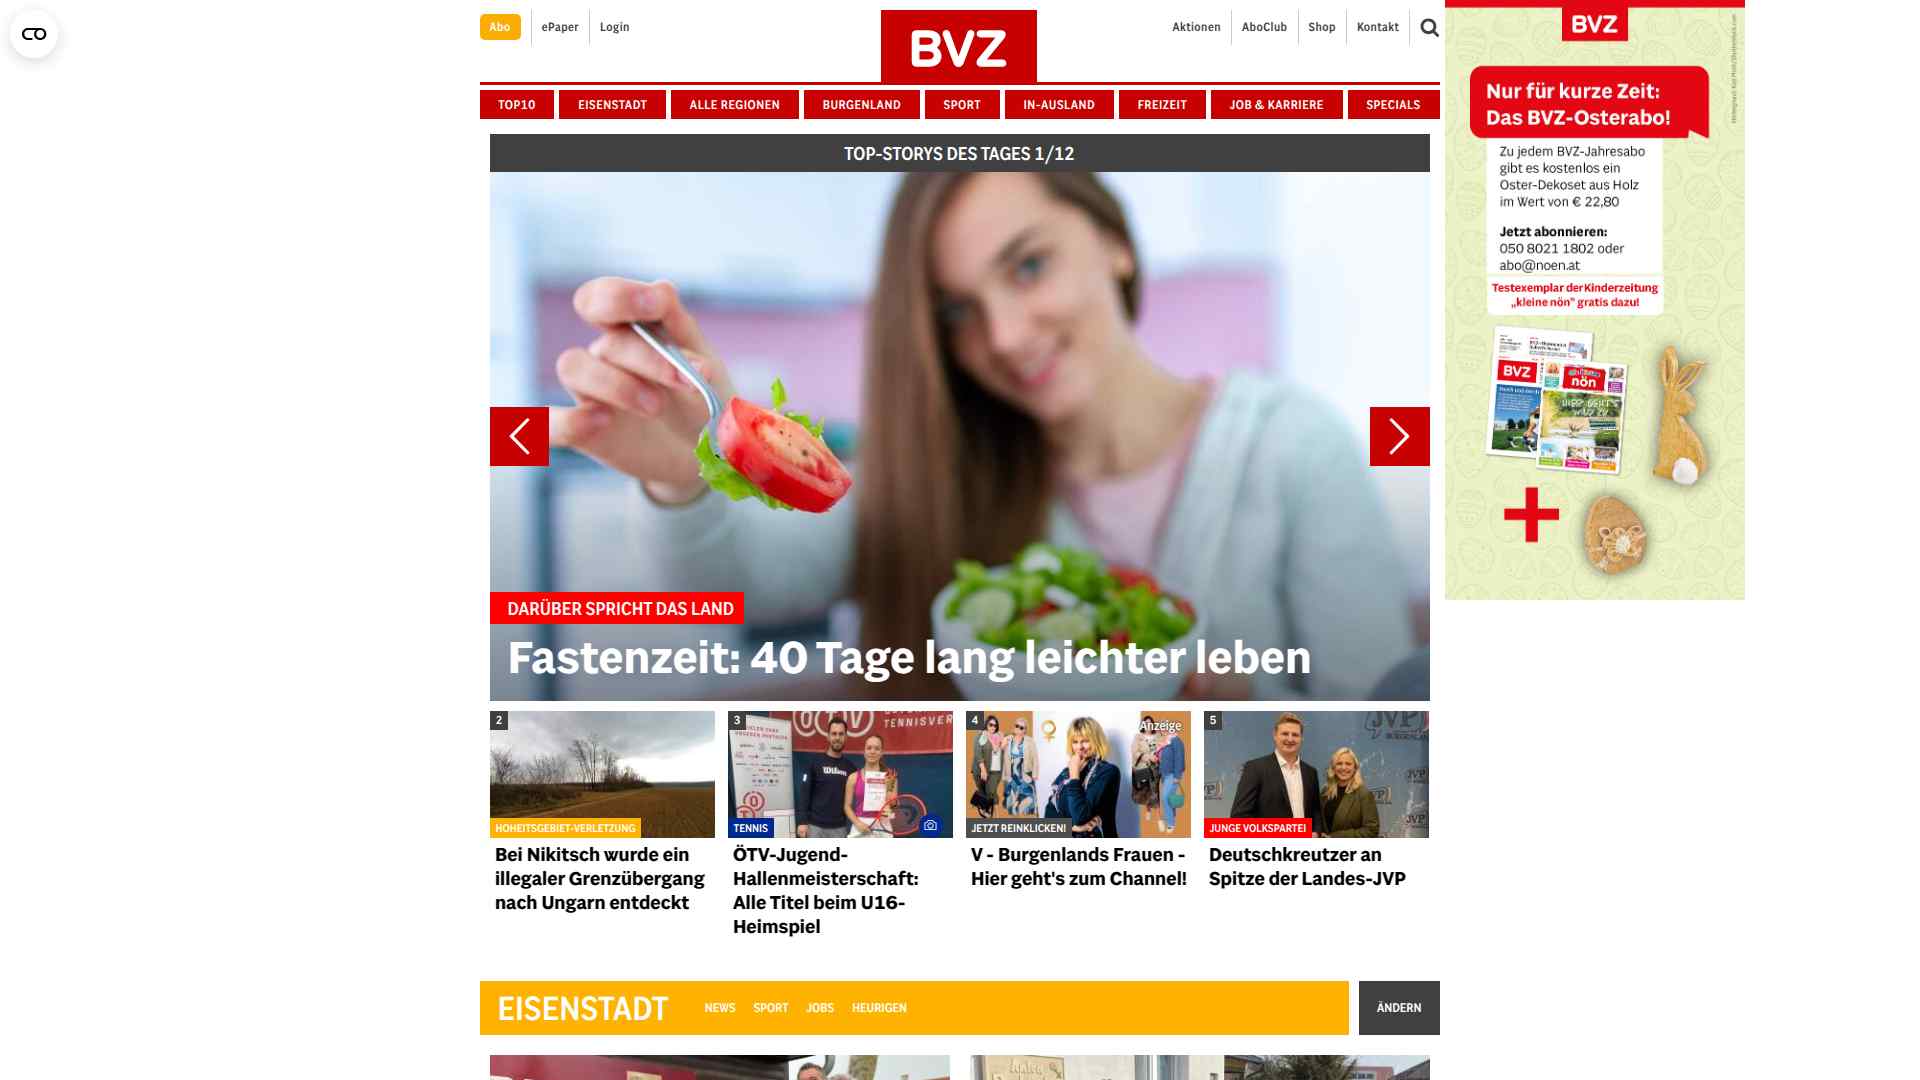 Abo
ePaper
Login
BVZ
Aktionen
AboClub
Shop
Kontakt
TOP10
EISENSTADT
ALLE REGIONEN
BURGENLAND
SPORT
IN-AUSLAND
FREIZEIT
JOB & KARRIERE
SPECIALS
TOP-STORYS DES TAGES 1/12
DARÜBER SPRICHT DAS LAND
Fastenzeit: 40 Tage lang leichter leben
2
HOHEITSGEBIET-VERLETZUNG
Bei Nikitsch wurde ein
illegaler Grenzübergang
nach Ungarn entdeckt
3
TENNIS
ÖTV-Jugend-
Hallenmeisterschaft:
Alle Titel beim U16-
Heimspiel
4
Anzeige
JETZT REINKLICKEN!
V - Burgenlands Frauen -
Hier geht's zum Channel!
5
JVP
JUNGE VOLKSPARTEI
Deutschkreutzer an
Spitze der Landes-JVP
EISENSTADT
NEWS
SPORT
JOBS
HEURIGEN
ÄNDERN
BVZ
Nur für kurze Zeit:
Das BVZ-Osterabo!
Zu jedem BVZ-Jahresabo
gibt es kostenlos ein
Oster-Dekoset aus Holz
im Wert von € 22,80
Jetzt abonnieren:
050 8021 1802 oder
abo@noen.at
Testexemplar der Kinderzeitung
„kleine nön" gratis dazu!
BVZ
nön